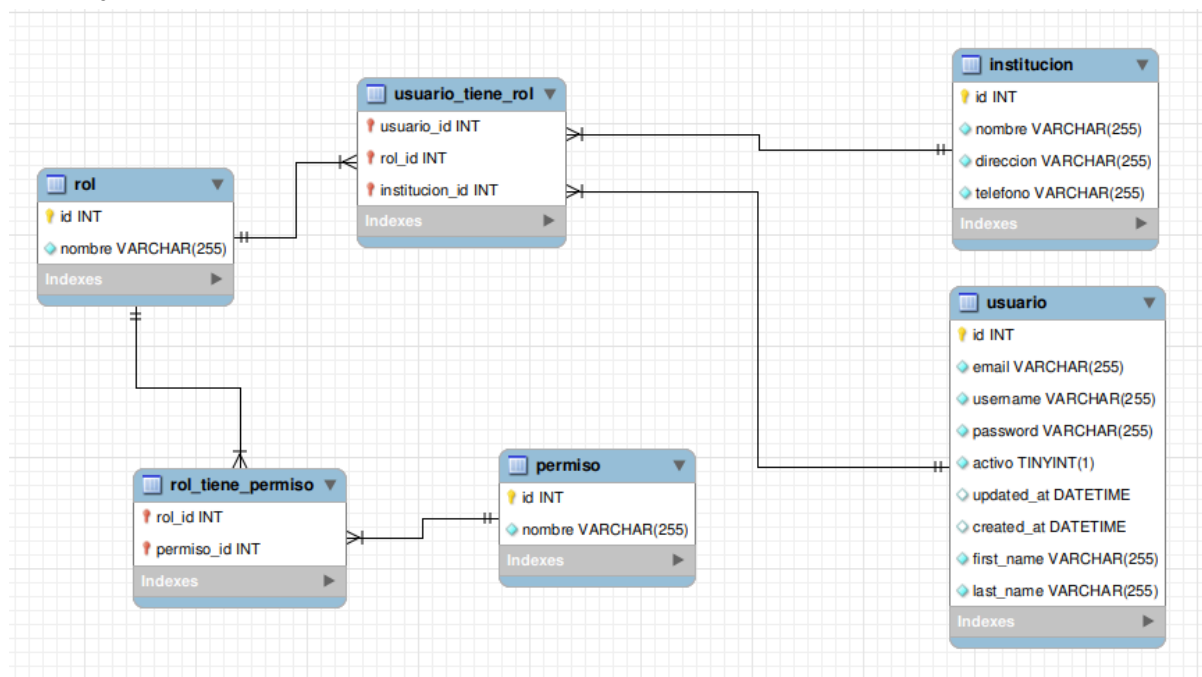 institucion
id INT
nombre VARCHAR(255)
direccion VARCHAR(255)
telefono VARCHAR(255)
Indexes
usuario_tiene_rol
usuario_id INT
rol_id INT
institucion_id INT
Indexes
rol
id INT
nombre VARCHAR(255)
Indexes
usuario
id INT
email VARCHAR(255)
username VARCHAR(255)
password VARCHAR(255)
activo TINYINT(1)
updated_at DATETIME
created_at DATETIME
first_name VARCHAR(255)
last_name VARCHAR(255)
Indexes
rol_tiene_permiso
rol_id INT
permiso_id INT
Indexes
permiso
id INT
nombre VARCHAR(255)
Indexes